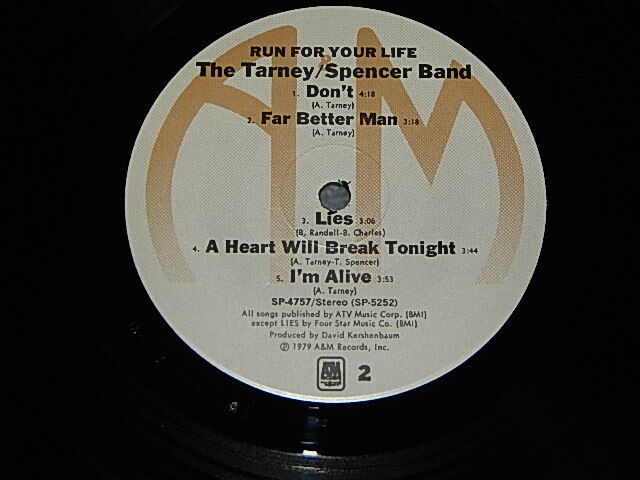 RUN FOR YOUR LIFE
The Tarney/Spencer Band
1. Don't 4:18
(A. Tarney)
2. Far Better Man 3:18
(A. Tarney)
3. Lies 3:06
(B. Randell-B. Charles)
4. A Heart Will Break Tonight 3:44
(A. Tarney-T. Spencer)
5. I'm Alive 3:53
(A. Tarney)
SP-4757/Stereo (SP-5252)
All songs published by ATV Music Corp. (BMI)
except LIES by Four Star Music Co. (BMI)
Produced by David Kershenbaum
℗ 1979 A&M Records, Inc.
A&M
RECORDS
2